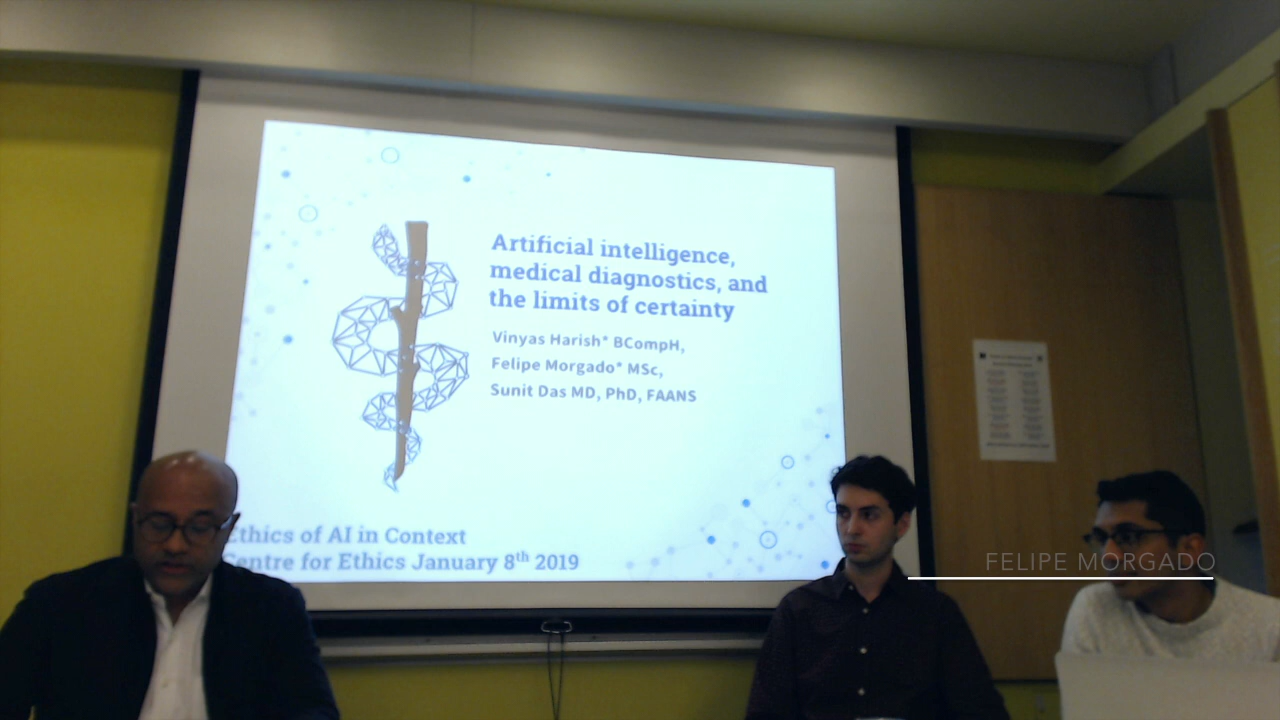 Artificial intelligence,
medical diagnostics, and
the limits of certainty
Vinyas Harish* BCompH,
Felipe Morgado* MSc,
Sunit Das MD, PhD, FAANS
Ethics of AI in Context
Centre for Ethics January 8th 2019
FELIPE MORGADO